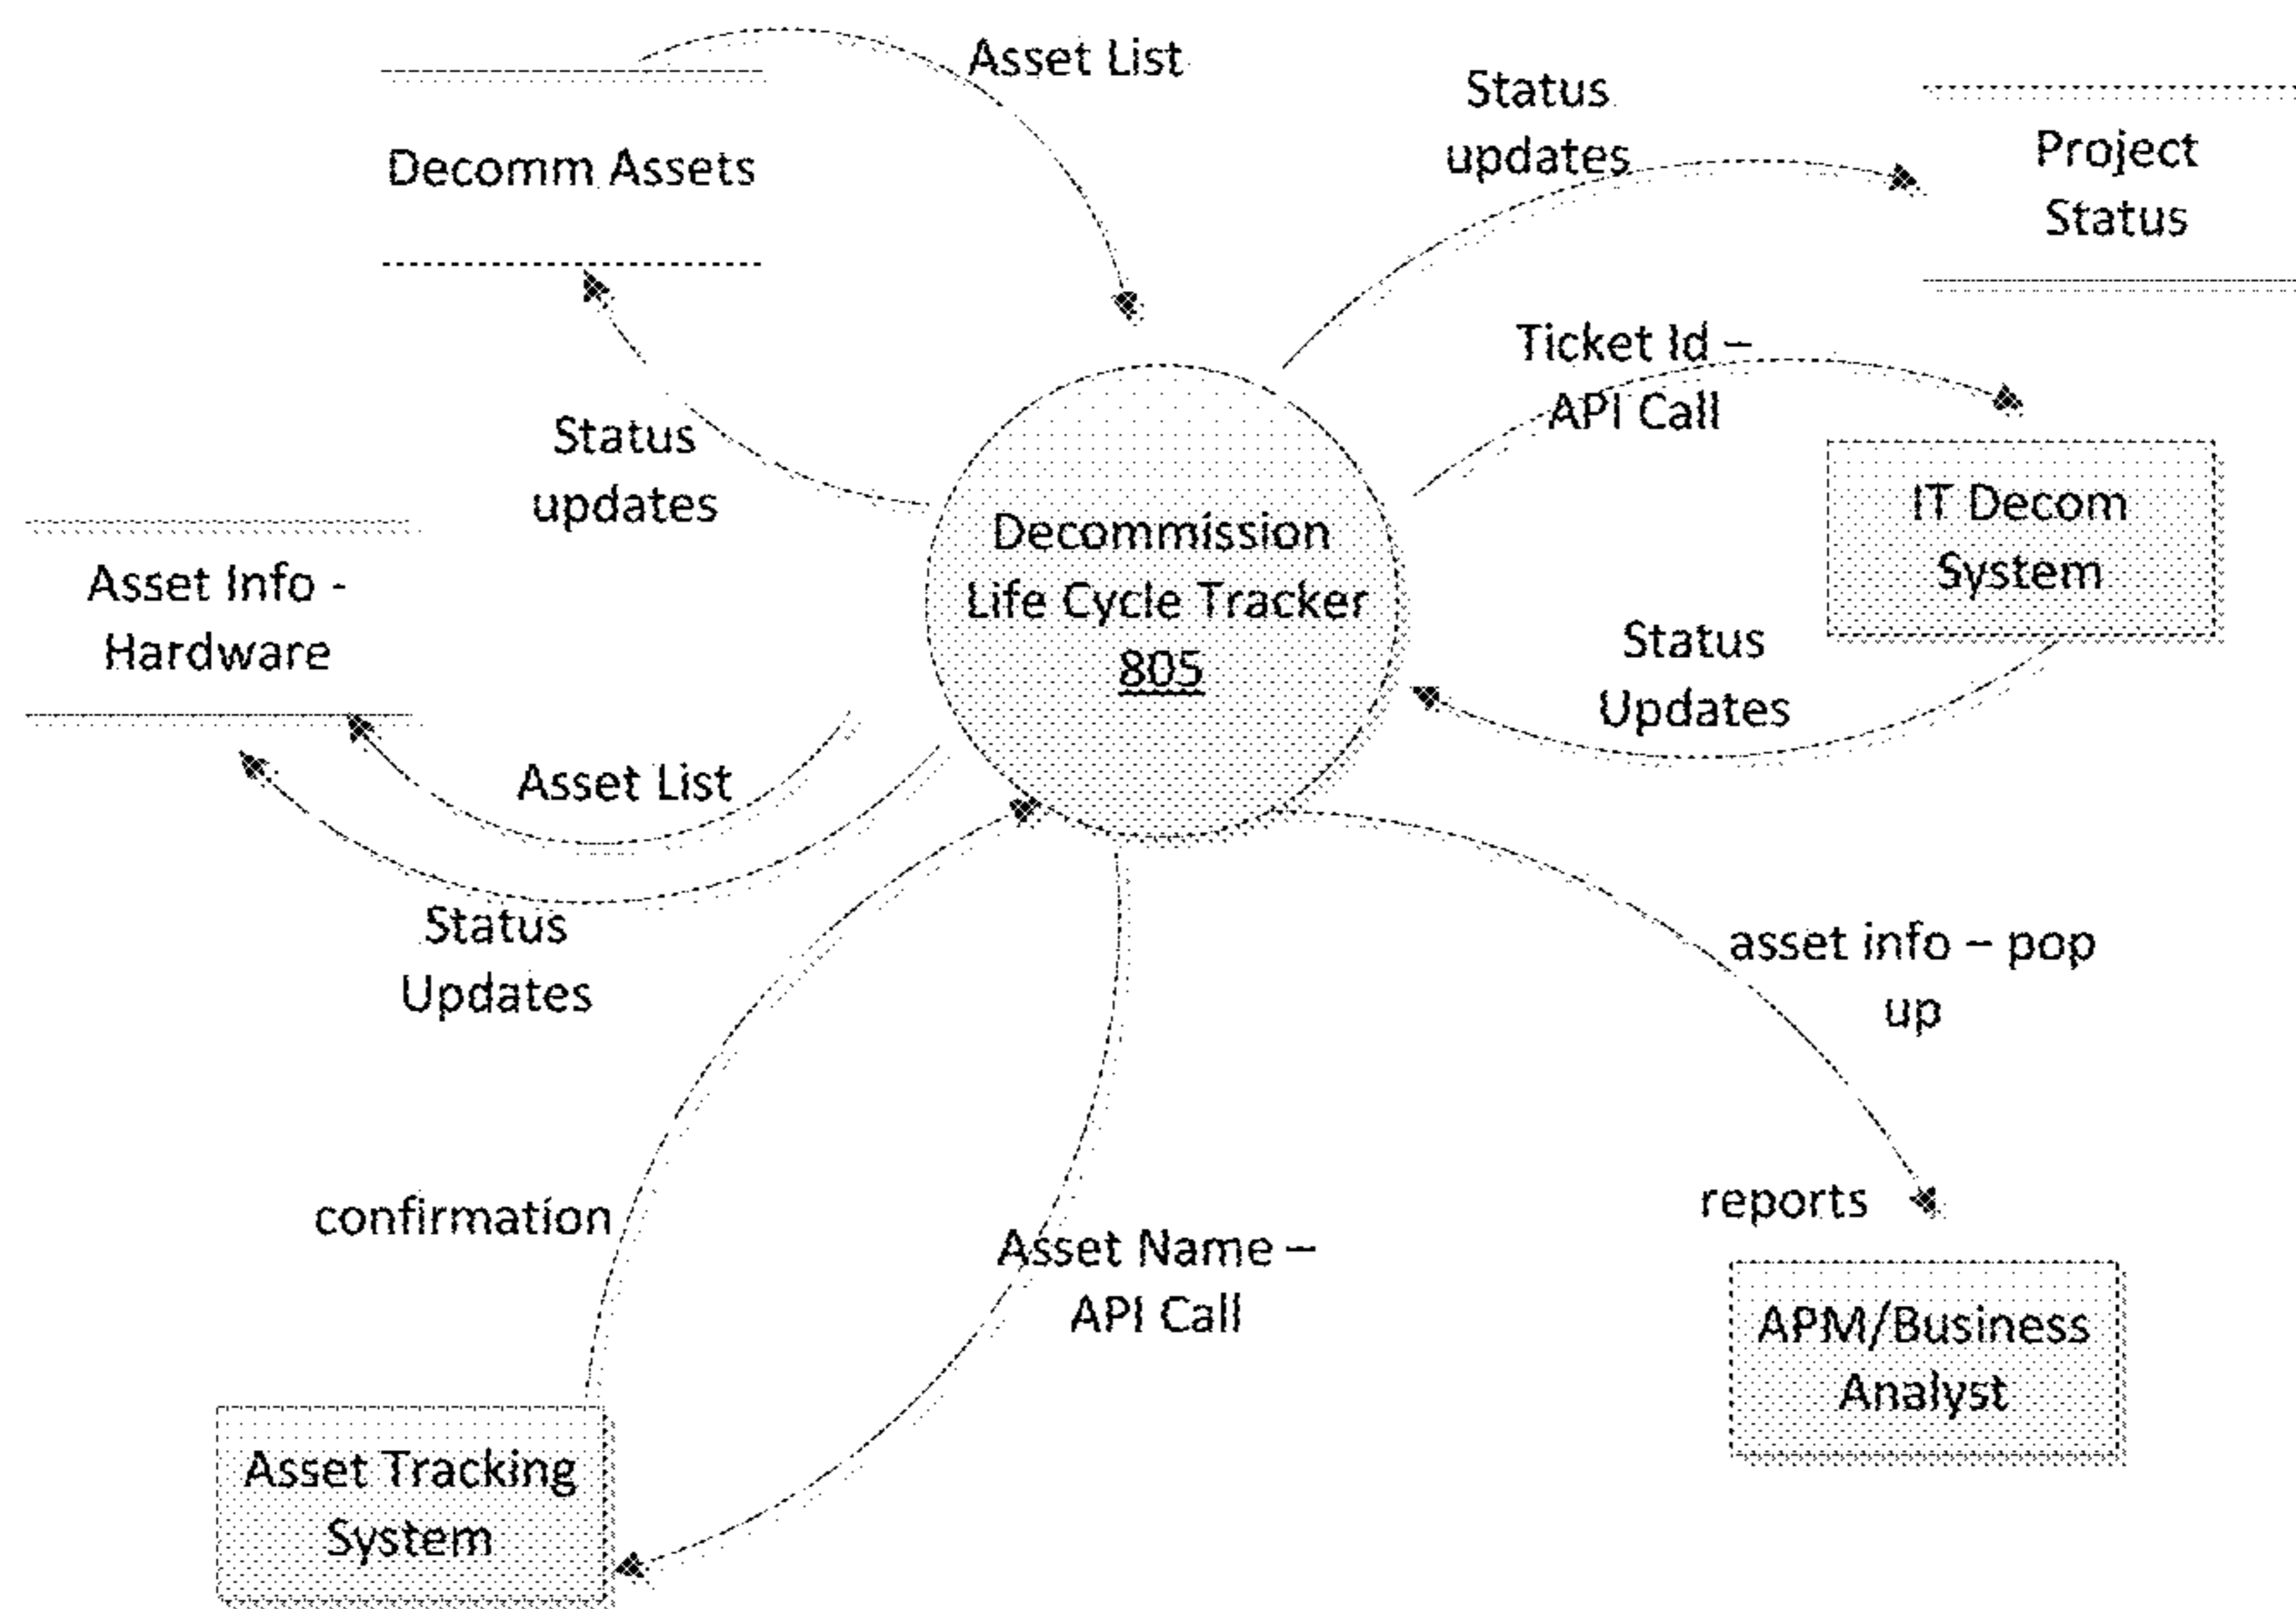 Asset List
Status
updates
Project
Status
Decomm Assets
Ticket Id –
API Call
Status
updates
IT Decom
System
Decommission
Life Cycle Tracker
805
Asset Info -
Hardware
Status
Updates
Asset List
Status
Updates
asset info – pop
up
confirmation
Asset Name –
API Call
reports
APM/Business
Analyst
Asset Tracking
System